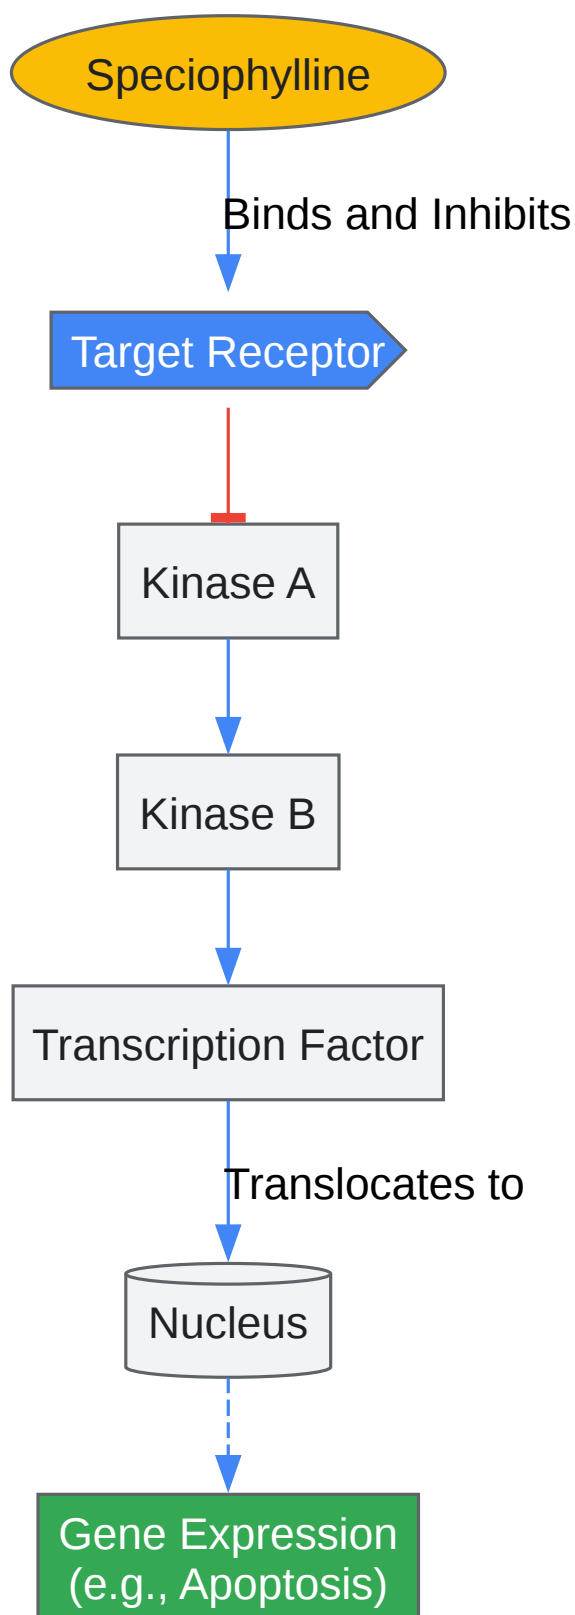 Speciophylline
Binds and Inhibits
Target Receptor
Kinase A
Kinase B
Transcription Factor
Translocates to
Nucleus
Gene Expression
(e.g., Apoptosis)